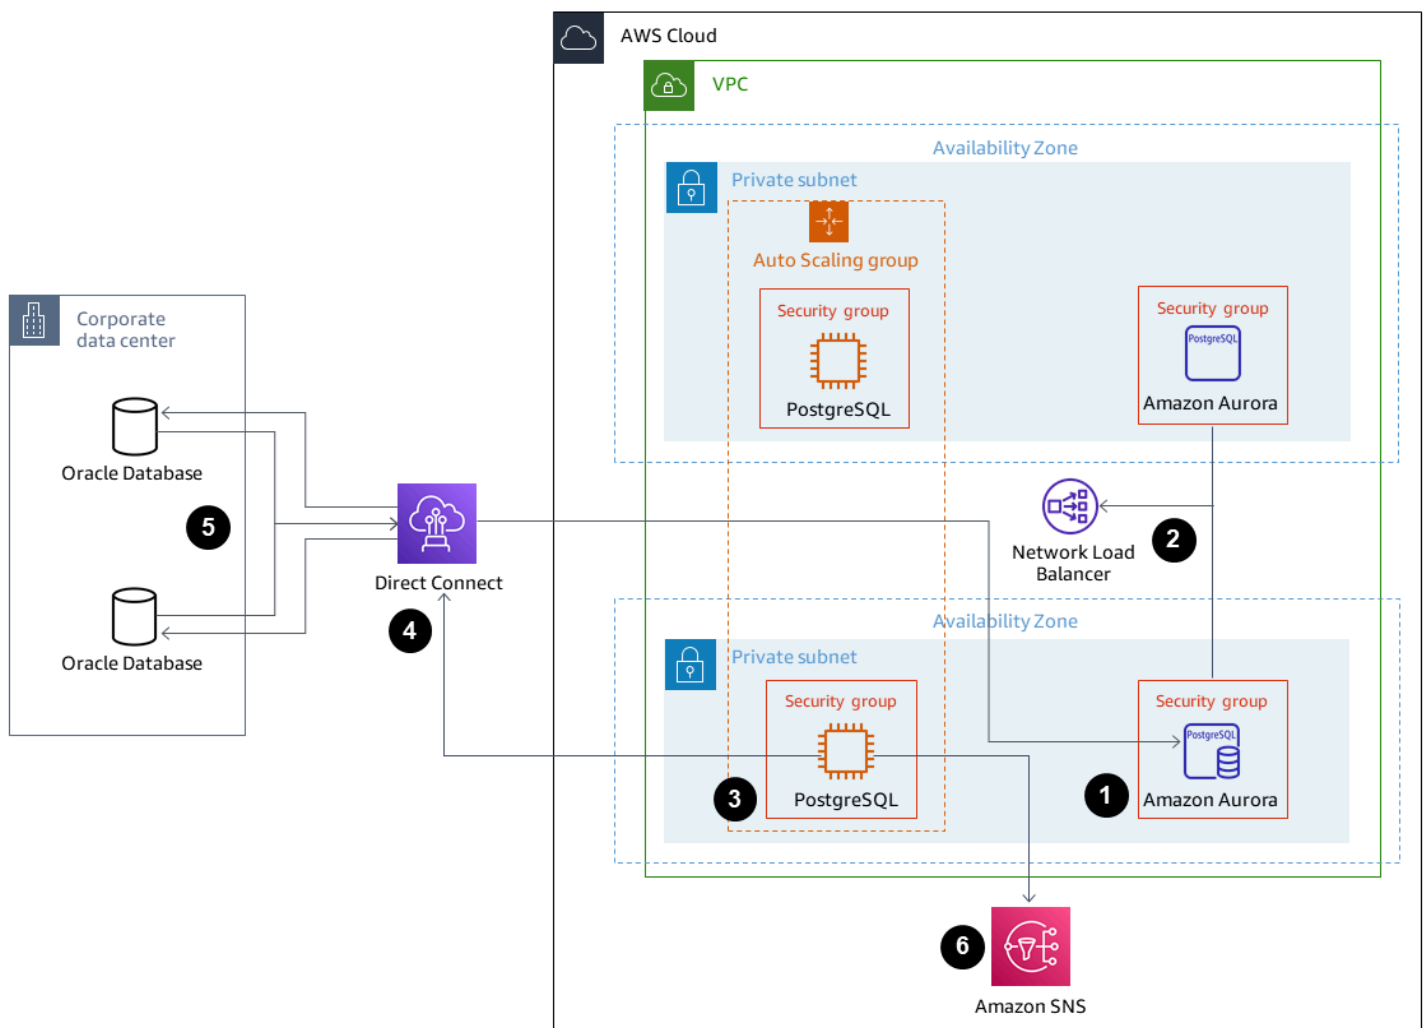 AWS Cloud
VPC
Availability Zone
Private subnet
Auto Scaling group
Security group
PostgreSQL
Security group
PostgreSQL
Amazon Aurora
Corporate
data center
Oracle Database
5
Oracle Database
Direct Connect
4
Network Load
Balancer
2
Availability Zone
Private subnet
Security group
PostgreSQL
3
Security group
PostgreSQL
Amazon Aurora
1
6
Amazon SNS